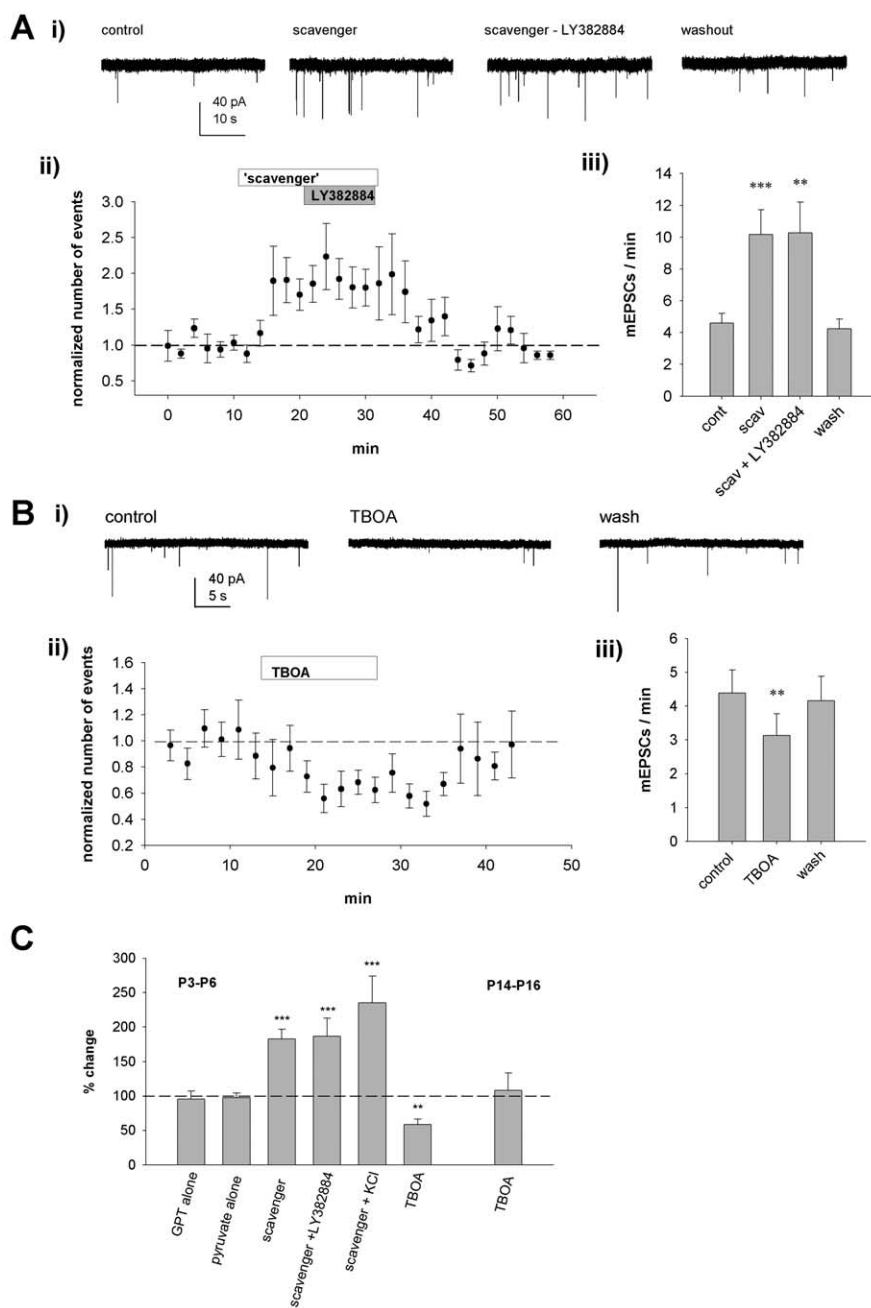 A i) control scavenger scavenger - LY382884 washout
40 pA
10 s
ii)
'scavenger'
LY382884
normalized number of events
3.0
2.5
2.0
1.5
1.0
0.5
0 10 20 30 40 50 60
min
iii)
mEPSCs / min
14
12
10
8
6
4
2
0
*** **
cont scav scav + LY382884 wash
B i) control TBOA wash
40 pA
5 s
ii)
TBOA
normalized number of events
1.6
1.4
1.2
1.0
0.8
0.6
0.4
0.2
0 10 20 30 40 50
min
iii)
mEPSCs / min
6
5
4
3
2
1
0
**
control TBOA wash
C
% change
300
250
200
150
100
50
0
P3-P6 P14-P16
*** *** *** **
GPT alone
pyruvate alone
scavenger
scavenger +LY382884
scavenger + KCl
TBOA
TBOA